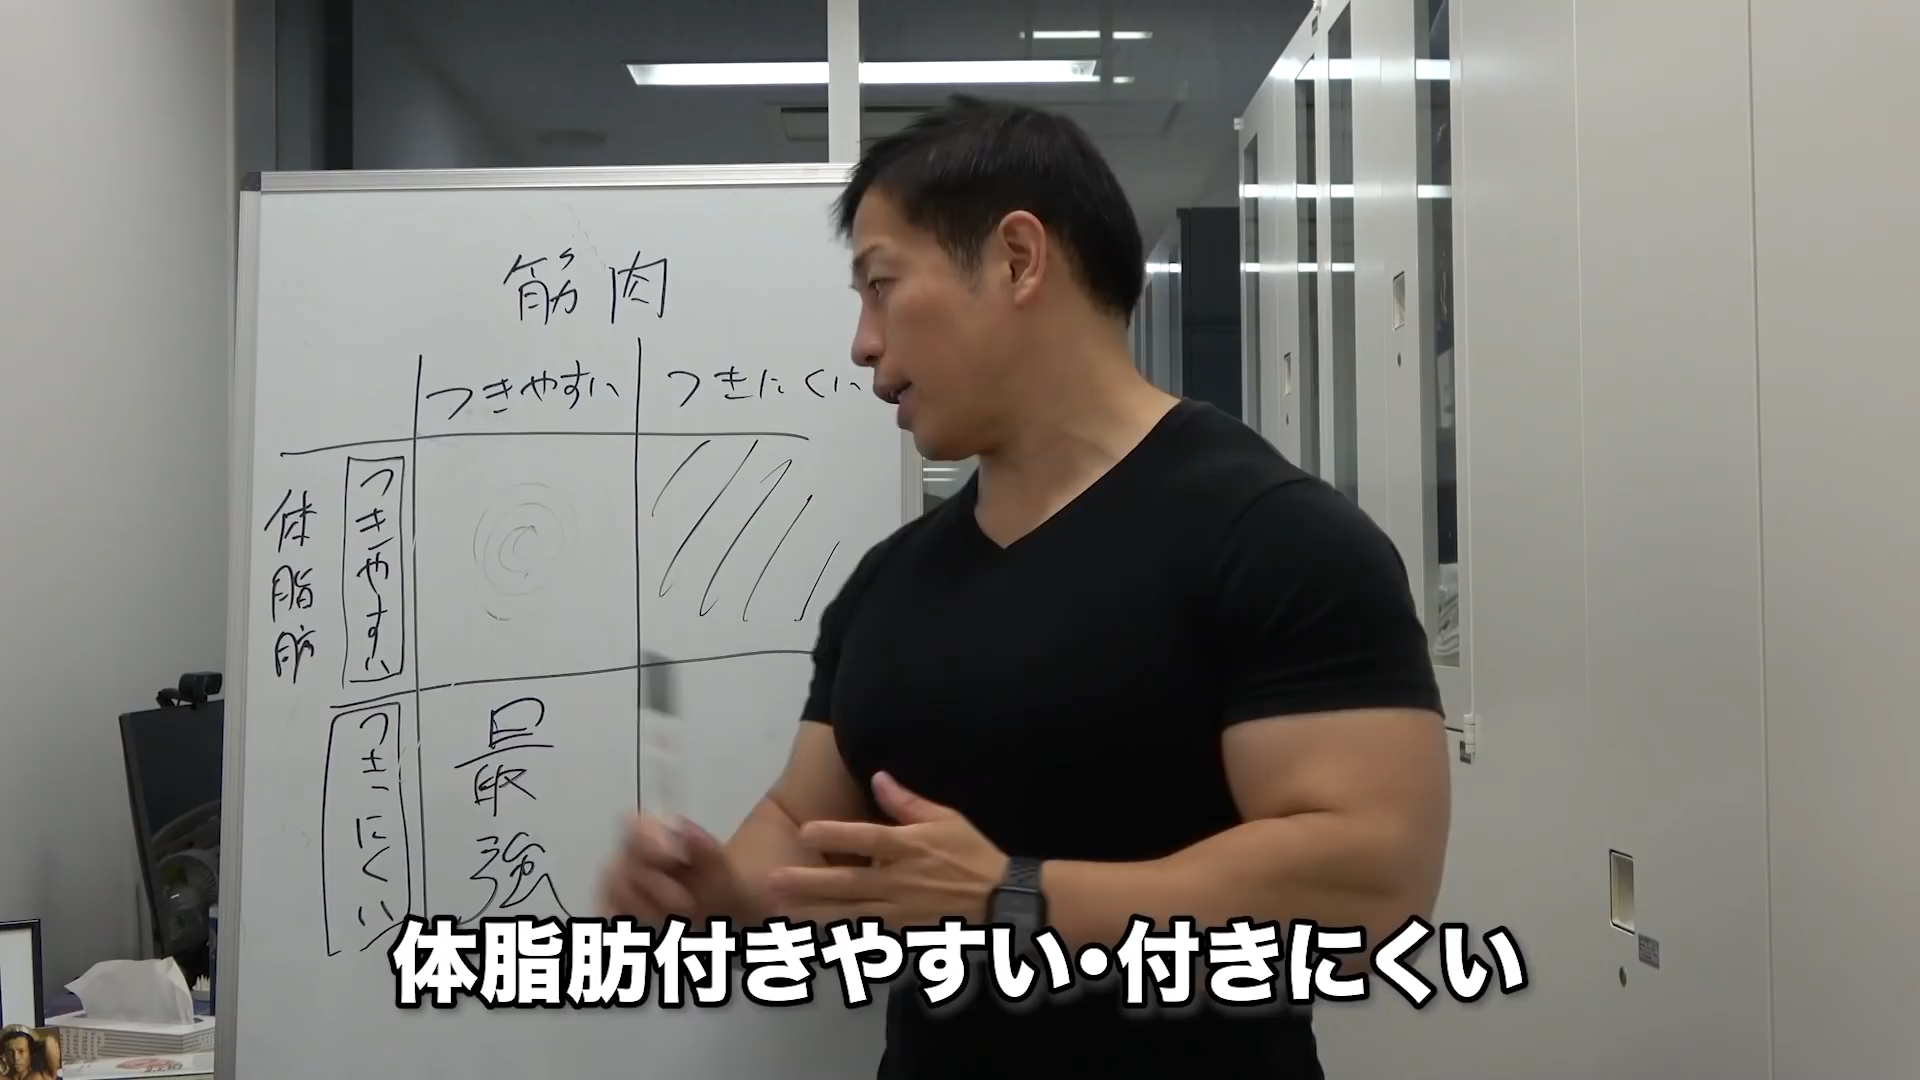 筋肉
つきやすい つきにくい
体脂肪
つきやすい
つきにくい
最強
体脂肪付きやすい・付きにくい